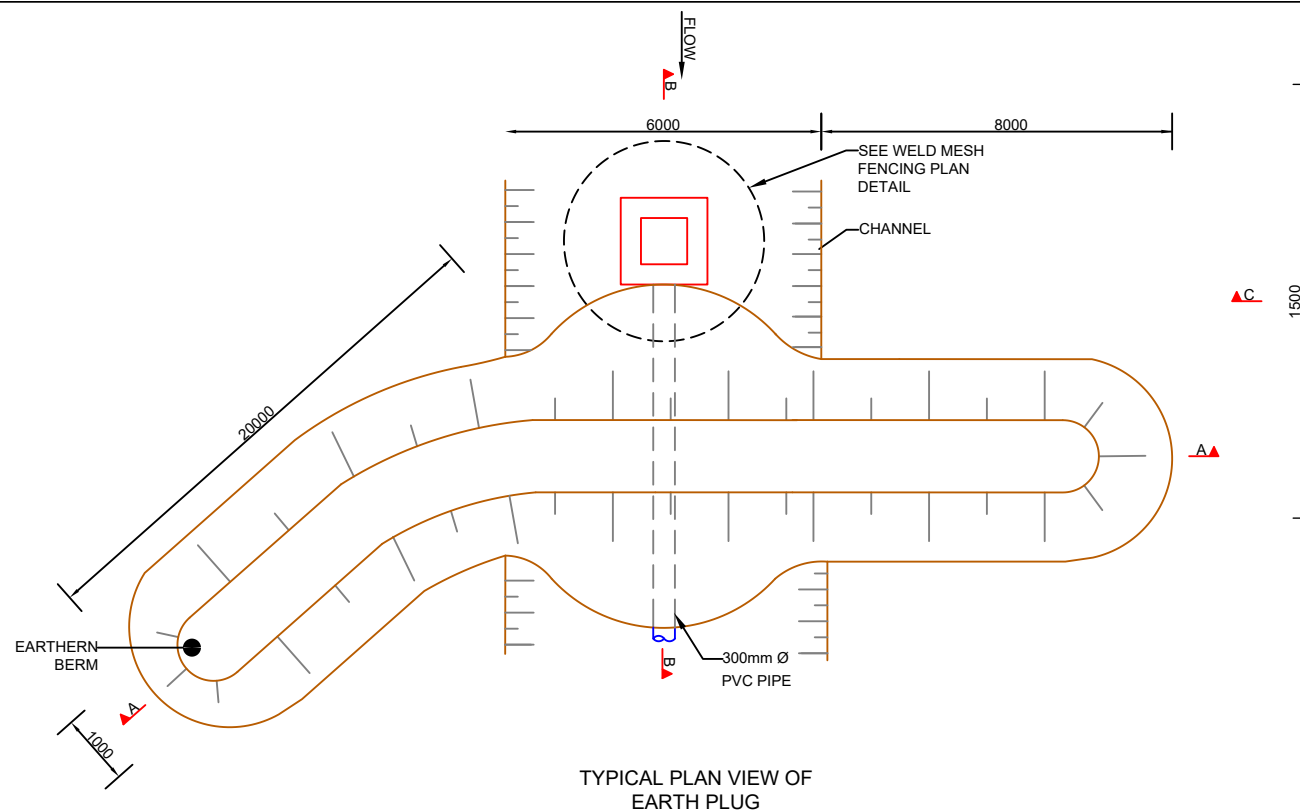 FLOW
B
6000
8000
SEE WELD MESH
FENCING PLAN
DETAIL
CHANNEL
C
1500
20000
A
EARTHERN
BERM
300mm Ø
PVC PIPE
B
A
1000
TYPICAL PLAN VIEW OF
EARTH PLUG